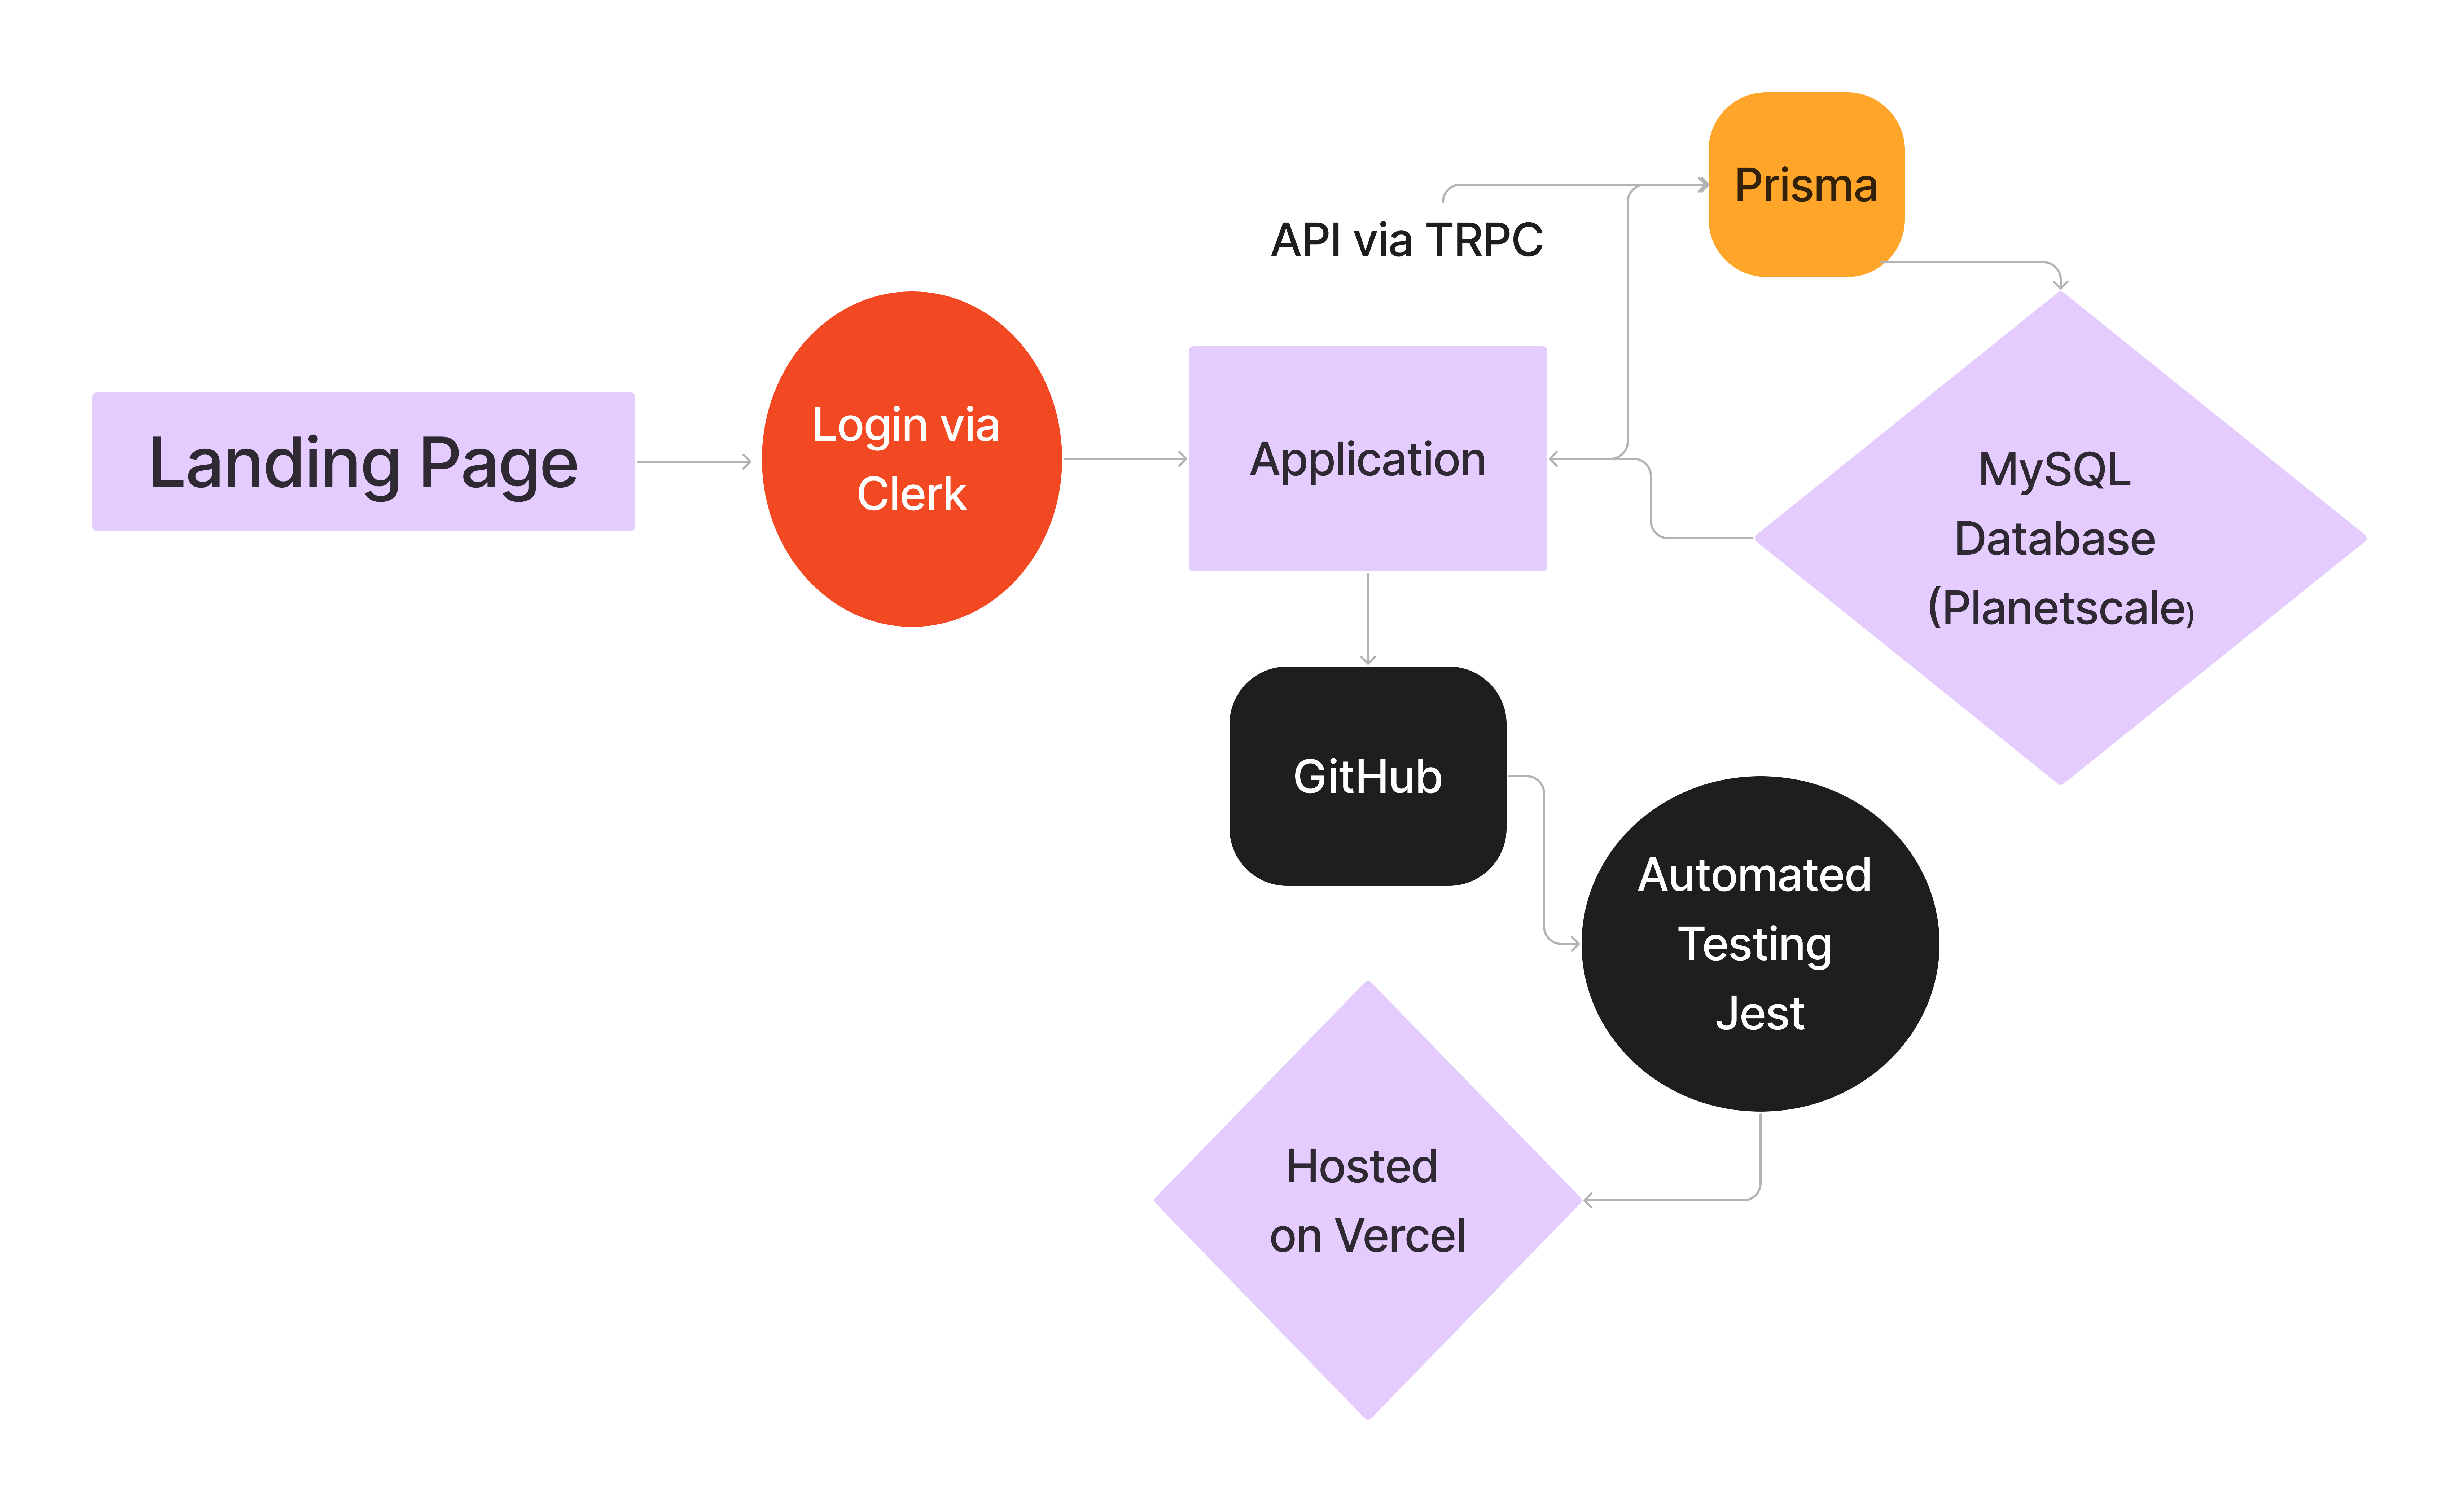 Prisma
API via TRPC
Landing Page
Login via
Clerk
Application
MySQL
Database
(Planetscale)
GitHub
Automated
Testing
Jest
Hosted
on Vercel